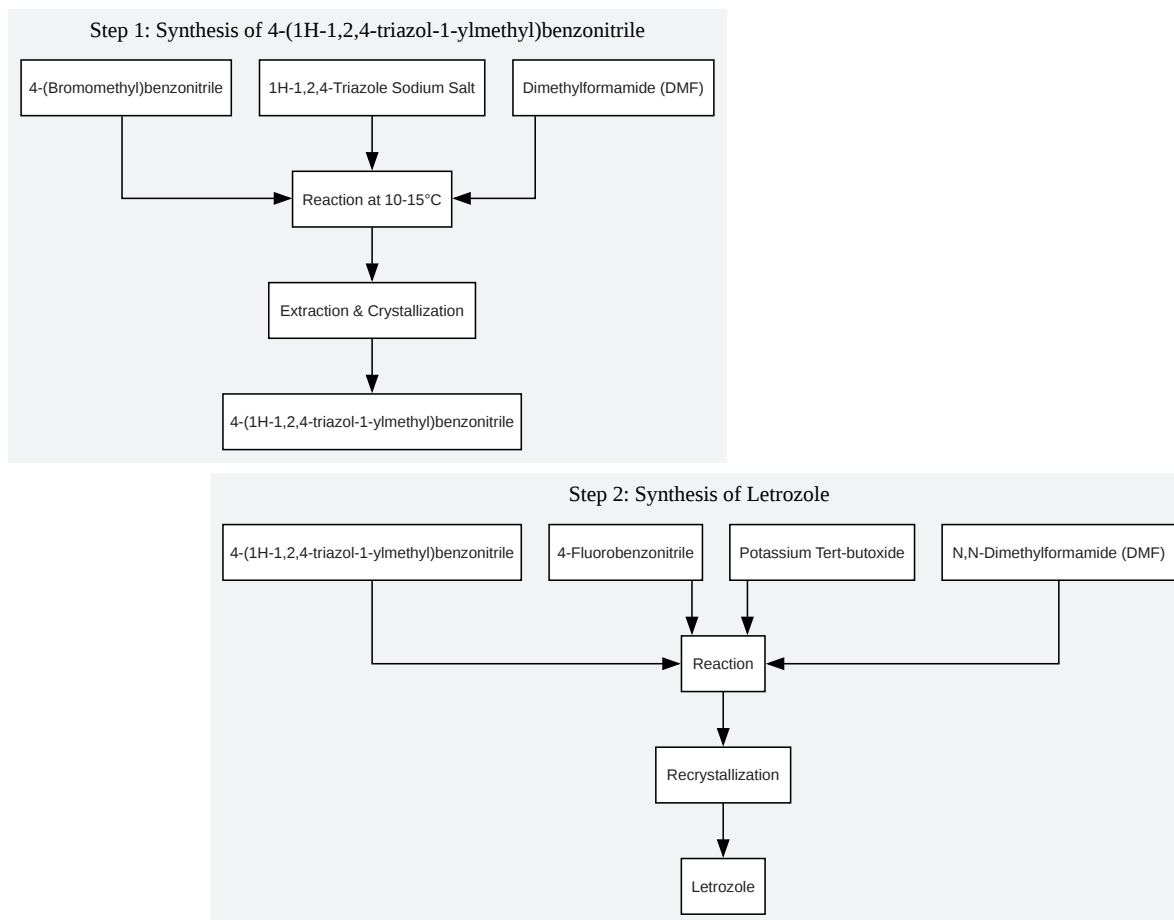 Step 1: Synthesis of 4-(1H-1,2,4-triazol-1-ylmethyl)benzonitrile
4-(Bromomethyl)benzonitrile
1H-1,2,4-Triazole Sodium Salt
Dimethylformamide (DMF)
Reaction at 10-15°C
Extraction & Crystallization
4-(1H-1,2,4-triazol-1-ylmethyl)benzonitrile
Step 2: Synthesis of Letrozole
4-(1H-1,2,4-triazol-1-ylmethyl)benzonitrile
4-Fluorobenzonitrile
Potassium Tert-butoxide
N,N-Dimethylformamide (DMF)
Reaction
Recrystallization
Letrozole